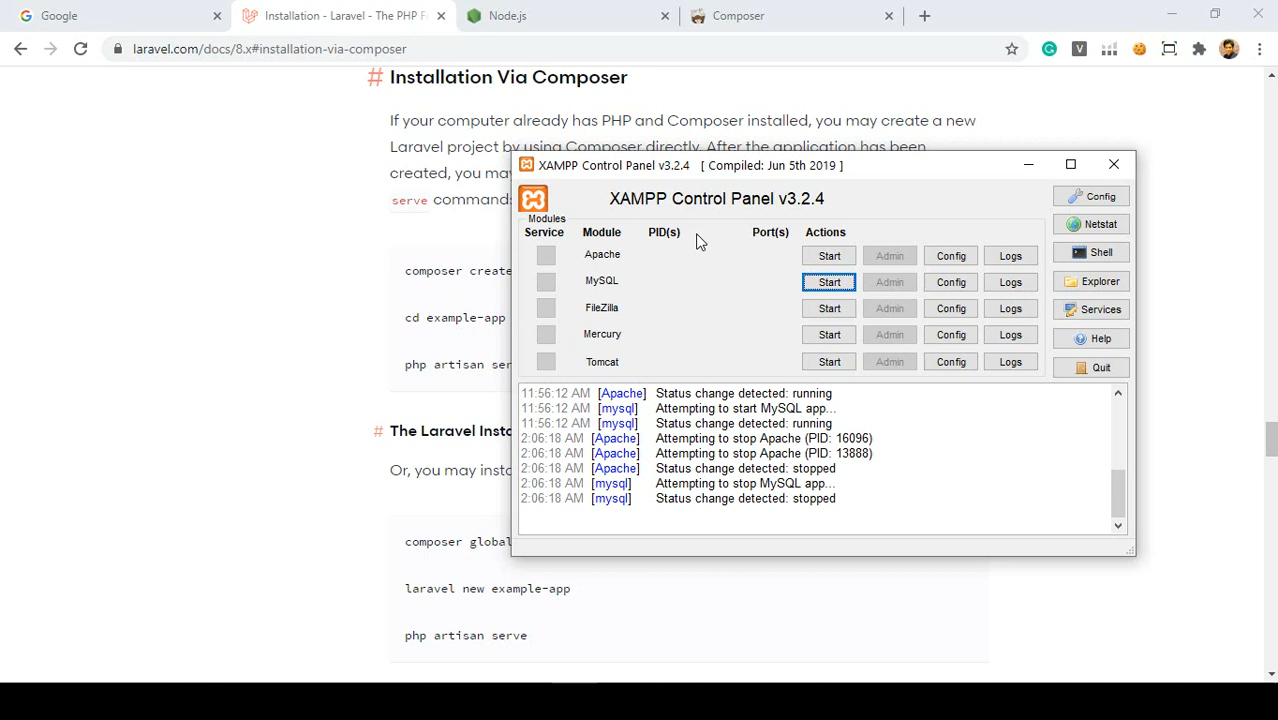 Google
Installation - Laravel - The PHP F
Node.js
Composer
laravel.com/docs/8.x#installation-via-composer
V
# Installation Via Composer
If your computer already has PHP and Composer installed, you may create a new
Laravel project by using Composer directly. After the application has been
created, you may
serve command:
composer create
cd example-app
php artisan serv
# The Laravel Insta
Or, you may insta
composer global
laravel new example-app
php artisan serve
XAMPP Control Panel v3.2.4 [ Compiled: Jun 5th 2019 ]
XAMPP Control Panel v3.2.4
Config
Modules
Service Module PID(s) Port(s) Actions
Netstat
Apache Start Admin Config Logs
Shell
MySQL Start Admin Config Logs
Explorer
FileZilla Start Admin Config Logs
Services
Mercury Start Admin Config Logs
Help
Tomcat Start Admin Config Logs
Quit
11:56:12 AM [Apache] Status change detected: running
11:56:12 AM [mysql] Attempting to start MySQL app...
11:56:12 AM [mysql] Status change detected: running
2:06:18 AM [Apache] Attempting to stop Apache (PID: 16096)
2:06:18 AM [Apache] Attempting to stop Apache (PID: 13888)
2:06:18 AM [Apache] Status change detected: stopped
2:06:18 AM [mysql] Attempting to stop MySQL app...
2:06:18 AM [mysql] Status change detected: stopped